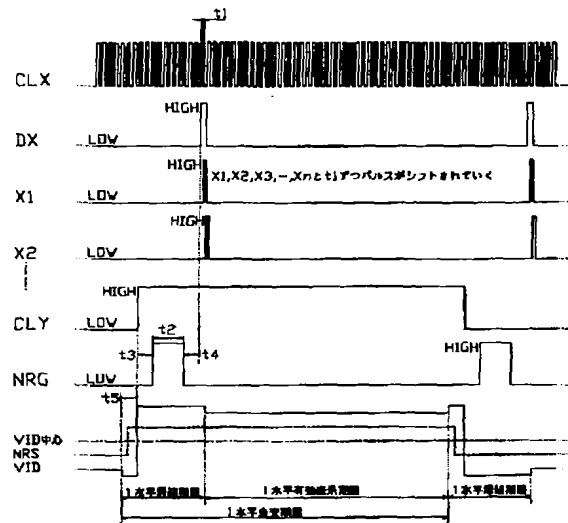 t1
CLX
HIGH
DX
LOW
HIGH
X1,X2,X3,-,Xnとt1ずつパルスがシフトされていく
X1
LOW
HIGH
X2
LOW
HIGH
CLY
LOW
t2
t3
t4
HIGH
NRG
LOW
t5
VID中心
NRS
VID
1水平帰線期間
1水平有効表示期間
1水平帰線期間
1水平走査期間